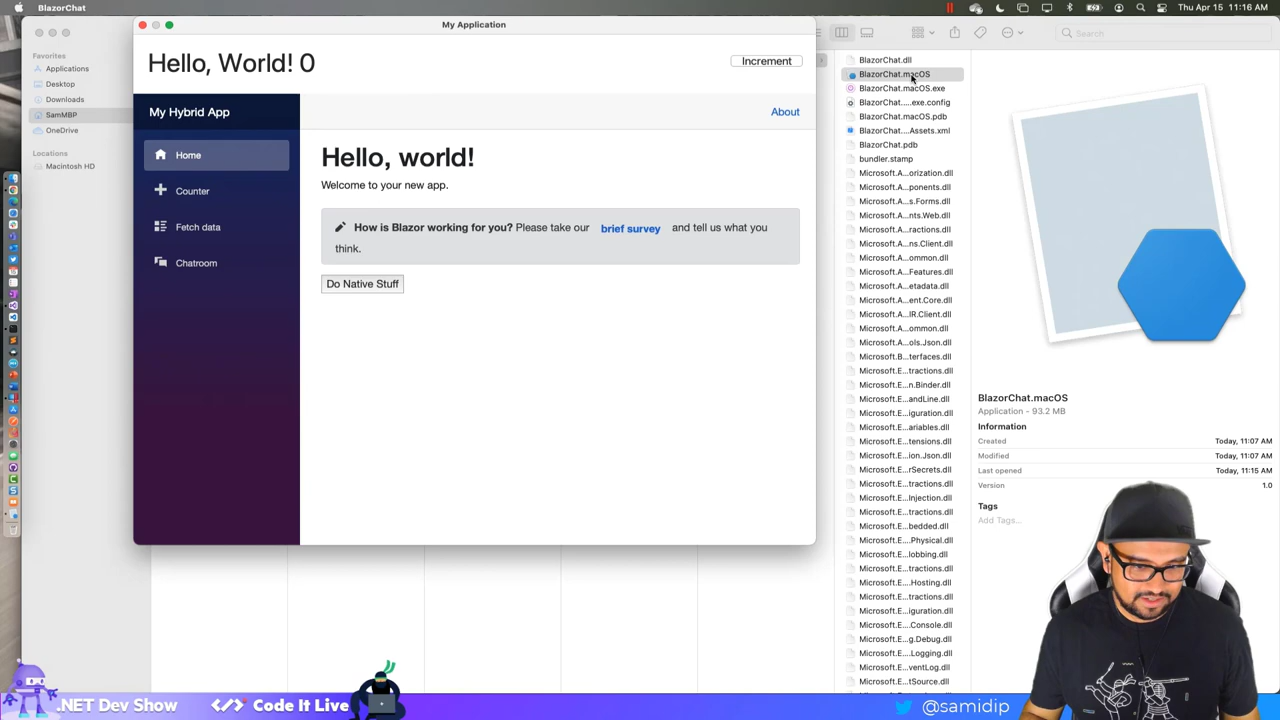 BlazorChat
Thu Apr 15 11:16 AM
My Application
Search
Favorites
Applications
Desktop
Downloads
SamMBP
OneDrive
Locations
Macintosh HD
Hello, World! 0
Increment
My Hybrid App
About
Home
Counter
Fetch data
Chatroom
Hello, world!
Welcome to your new app.
How is Blazor working for you? Please take our brief survey and tell us what you
think.
Do Native Stuff
BlazorChat.dll
BlazorChat.macOS
BlazorChat.macOS.exe
BlazorChat....exe.config
BlazorChat.macOS.pdb
BlazorChat....Assets.xml
BlazorChat.pdb
bundler.stamp
Microsoft.A...orization.dll
Microsoft.A...ponents.dll
Microsoft.A...s.Forms.dll
Microsoft.A...nts.Web.dll
Microsoft.A...ractions.dll
Microsoft.A...ns.Client.dll
Microsoft.A...ommon.dll
Microsoft.A...Features.dll
Microsoft.A...etadata.dll
Microsoft.A...ent.Core.dll
Microsoft.A...lR.Client.dll
Microsoft.A...ommon.dll
Microsoft.A...ols.Json.dll
Microsoft.B...terfaces.dll
Microsoft.E...tractions.dll
Microsoft.E...n.Binder.dll
Microsoft.E...andLine.dll
Microsoft.E...iguration.dll
Microsoft.E...ariables.dll
Microsoft.E...tensions.dll
Microsoft.E...ion.Json.dll
Microsoft.E...rSecrets.dll
Microsoft.E...tractions.dll
Microsoft.E...Injection.dll
Microsoft.E...tractions.dll
Microsoft.E...bedded.dll
Microsoft.E....Physical.dll
Microsoft.E...lobbing.dll
Microsoft.E...tractions.dll
Microsoft.E....Hosting.dll
Microsoft.E...tractions.dll
Microsoft.E...iguration.dll
Microsoft.E....Console.dll
Microsoft.E...g.Debug.dll
Microsoft.E....Logging.dll
Microsoft.E...ventLog.dll
Microsoft.E...tSource.dll
BlazorChat.macOS
Application - 93.2 MB
Information
Created Today, 11:07 AM
Modified Today, 11:07 AM
Last opened Today, 11:15 AM
Version 1.0
Tags
Add Tags...
.NET Dev Show
Code It Live
@samidip